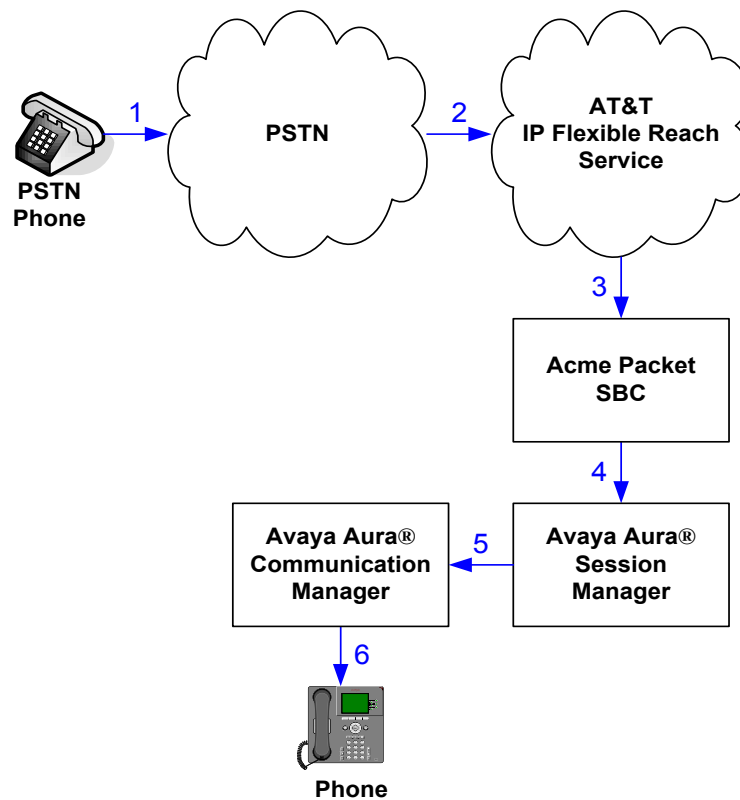 1
2
PSTN
Phone
PSTN
AT&T
IP Flexible Reach
Service
3
Acme Packet
SBC
4
Avaya Aura®
Communication
Manager
5
Avaya Aura®
Session
Manager
6
Phone